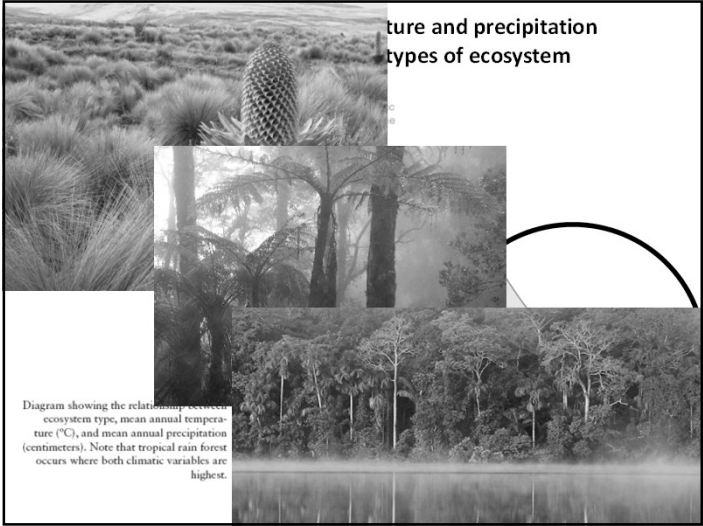 ture and precipitation
types of ecosystem
Diagram showing the relationship between
ecosystem type, mean annual tempera-
ture (°C), and mean annual precipitation
(centimeters). Note that tropical rain forest
occurs where both climatic variables are
highest.